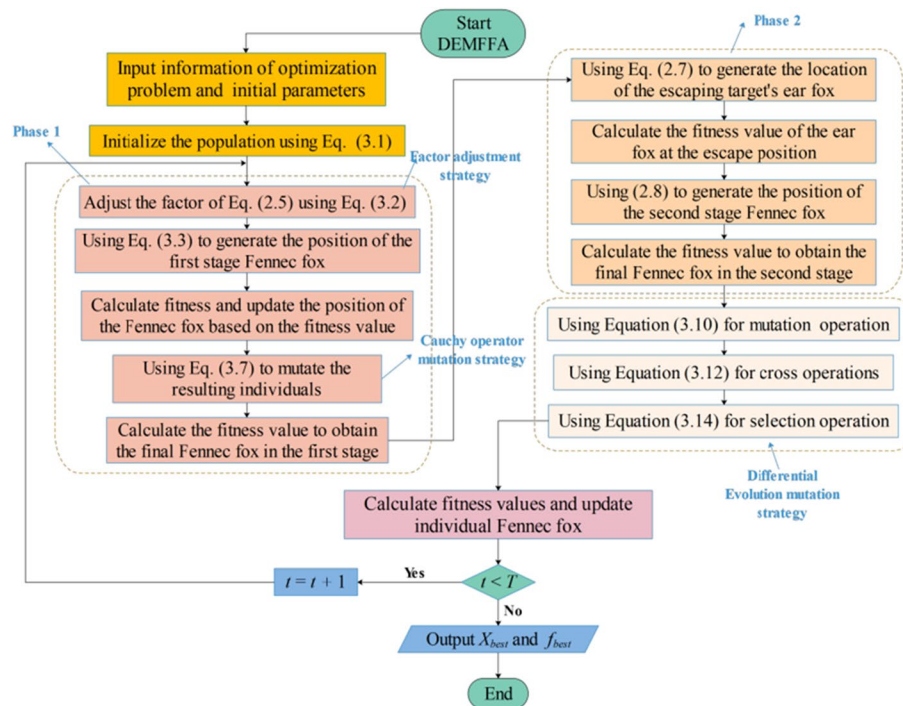 Start
DEMFFA
Input information of optimization
problem and initial parameters
Initialize the population using Eq. (3.1)
Phase 1
Factor adjustment
strategy
Adjust the factor of Eq. (2.5) using Eq. (3.2)
Using Eq. (3.3) to generate the position of the
first stage Fennec fox
Calculate fitness and update the position of
the Fennec fox based on the fitness value
Cauchy operator
mutation strategy
Using Eq. (3.7) to mutate the
resulting individuals
Calculate the fitness value to obtain
the final Fennec fox in the first stage
Phase 2
Using Eq. (2.7) to generate the location
of the escaping target's ear fox
Calculate the fitness value of the ear
fox at the escape position
Using (2.8) to generate the position of
the second stage Fennec fox
Calculate the fitness value to obtain the
final Fennec fox in the second stage
Using Equation (3.10) for mutation operation
Using Equation (3.12) for cross operations
Using Equation (3.14) for selection operation
Differential
Evolution mutation
strategy
Calculate fitness values and update
individual Fennec fox
t < T
Yes
t = t + 1
No
Output Xbest and fbest
End